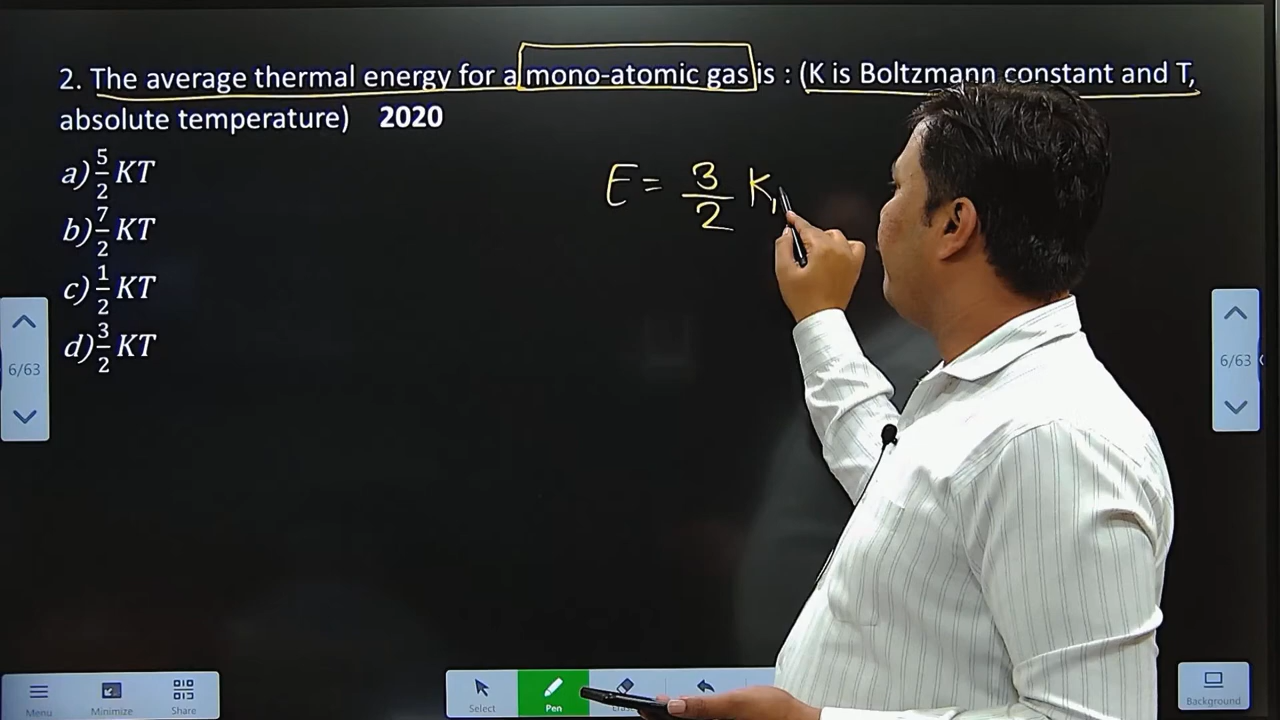 2. The average thermal energy for a mono-atomic gas is : (K is Boltzmann constant and T,
absolute temperature) 2020
a) 5/2 KT
b) 7/2 KT
c) 1/2 KT
d) 3/2 KT
E = 3/2 K
6/63
6/63
Menu
Minimize
Share
Select
Pen
Background